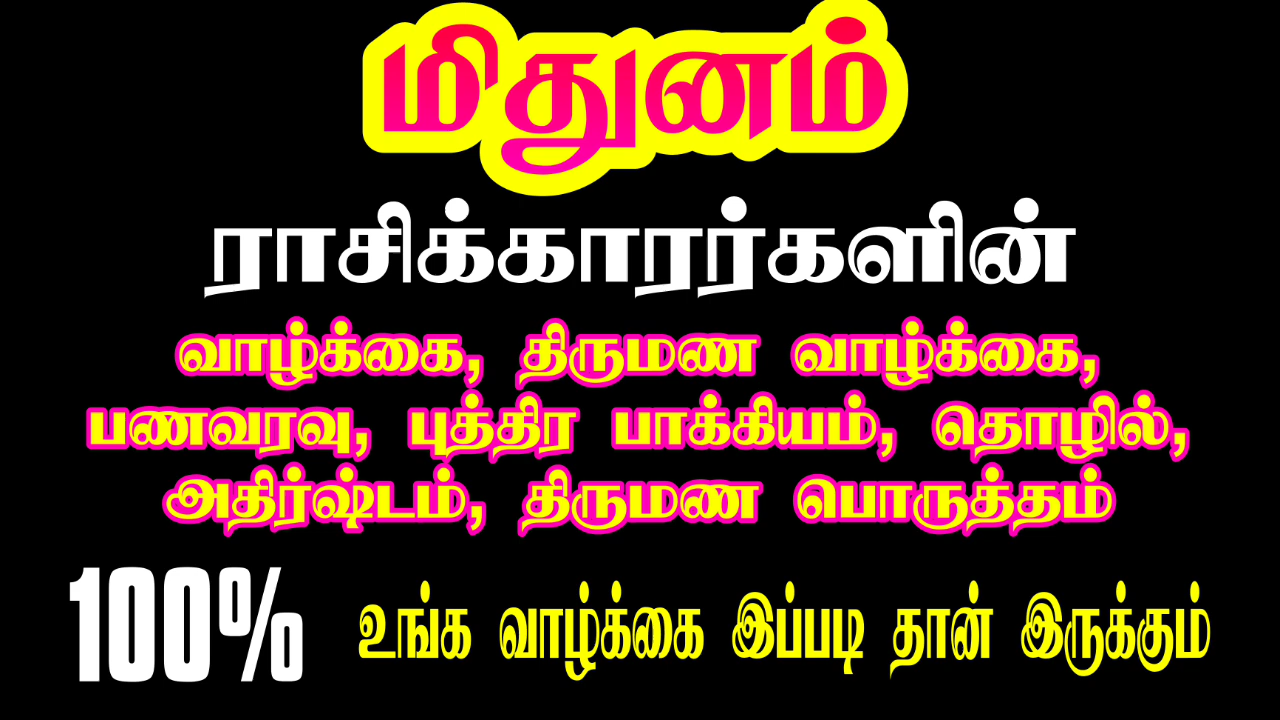 மிதுனம்
ராசிக்காரர்களின்
வாழ்க்கை, திருமண வாழ்க்கை,
பணவரவு, புத்திர பாக்கியம், தொழில்,
அதிர்ஷ்டம், திருமண பொருத்தம்
100% உங்க வாழ்க்கை இப்படி தான் இருக்கும்